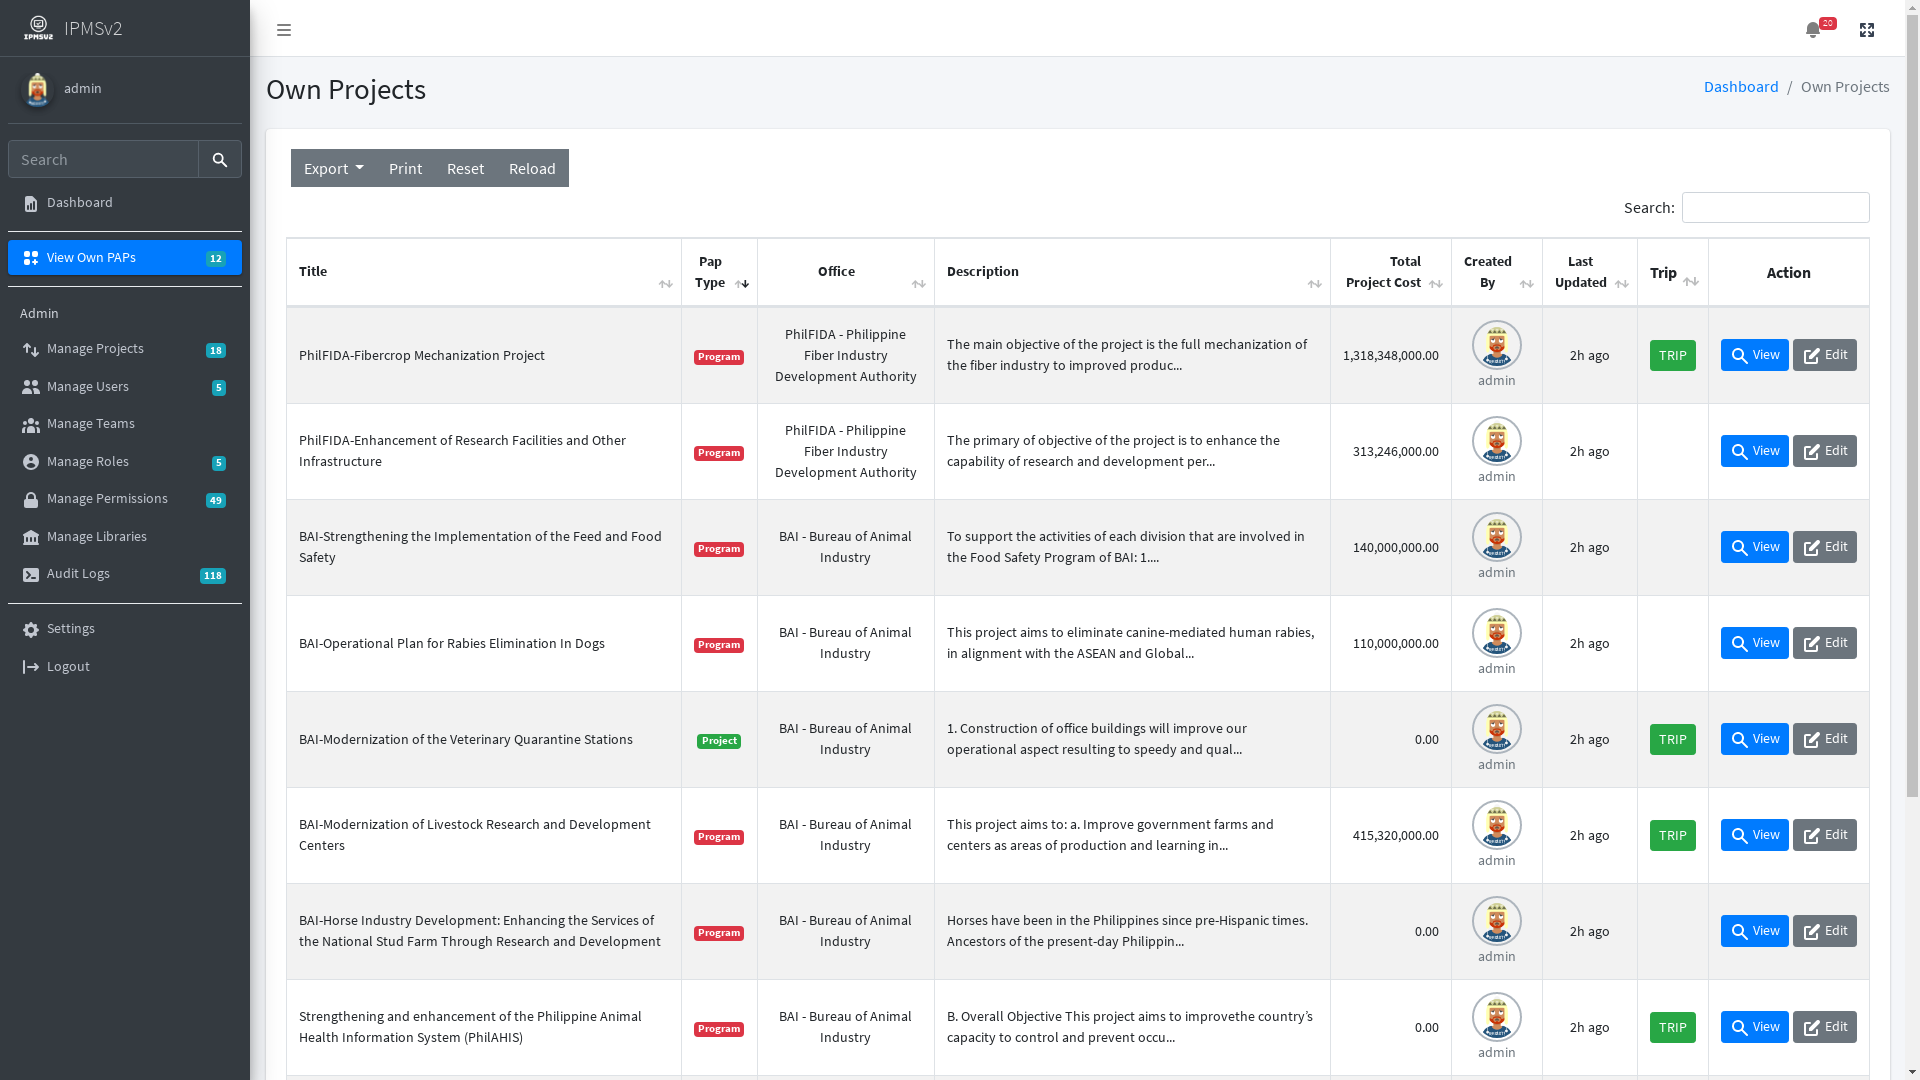 IPMSV2 IPMSv2
20
admin
Own Projects
Dashboard / Own Projects
Search
Export Print Reset Reload
Dashboard
Search:
View Own PAPs 12
Title Pap Type Office Description Total Project Cost Created By Last Updated Trip Action
Admin
Manage Projects 18
Manage Users 5
Manage Teams
Manage Roles 5
Manage Permissions 49
Manage Libraries
Audit Logs 118
Settings
Logout
PhilFIDA-Fibercrop Mechanization Project
Program
PhilFIDA - Philippine
Fiber Industry
Development Authority
The main objective of the project is the full mechanization of
the fiber industry to improved produc...
1,318,348,000.00
admin
2h ago
TRIP
View Edit
PhilFIDA-Enhancement of Research Facilities and Other
Infrastructure
Program
PhilFIDA - Philippine
Fiber Industry
Development Authority
The primary of objective of the project is to enhance the
capability of research and development per...
313,246,000.00
admin
2h ago
View Edit
BAI-Strengthening the Implementation of the Feed and Food
Safety
Program
BAI - Bureau of Animal
Industry
To support the activities of each division that are involved in
the Food Safety Program of BAI: 1....
140,000,000.00
admin
2h ago
View Edit
BAI-Operational Plan for Rabies Elimination In Dogs
Program
BAI - Bureau of Animal
Industry
This project aims to eliminate canine-mediated human rabies,
in alignment with the ASEAN and Global...
110,000,000.00
admin
2h ago
View Edit
BAI-Modernization of the Veterinary Quarantine Stations
Project
BAI - Bureau of Animal
Industry
1. Construction of office buildings will improve our
operational aspect resulting to speedy and qual...
0.00
admin
2h ago
TRIP
View Edit
BAI-Modernization of Livestock Research and Development
Centers
Program
BAI - Bureau of Animal
Industry
This project aims to: a. Improve government farms and
centers as areas of production and learning in...
415,320,000.00
admin
2h ago
TRIP
View Edit
BAI-Horse Industry Development: Enhancing the Services of
the National Stud Farm Through Research and Development
Program
BAI - Bureau of Animal
Industry
Horses have been in the Philippines since pre-Hispanic times.
Ancestors of the present-day Philippin...
0.00
admin
2h ago
View Edit
Strengthening and enhancement of the Philippine Animal
Health Information System (PhilAHIS)
Program
BAI - Bureau of Animal
Industry
B. Overall Objective This project aims to improvethe country’s
capacity to control and prevent occu...
0.00
admin
2h ago
TRIP
View Edit